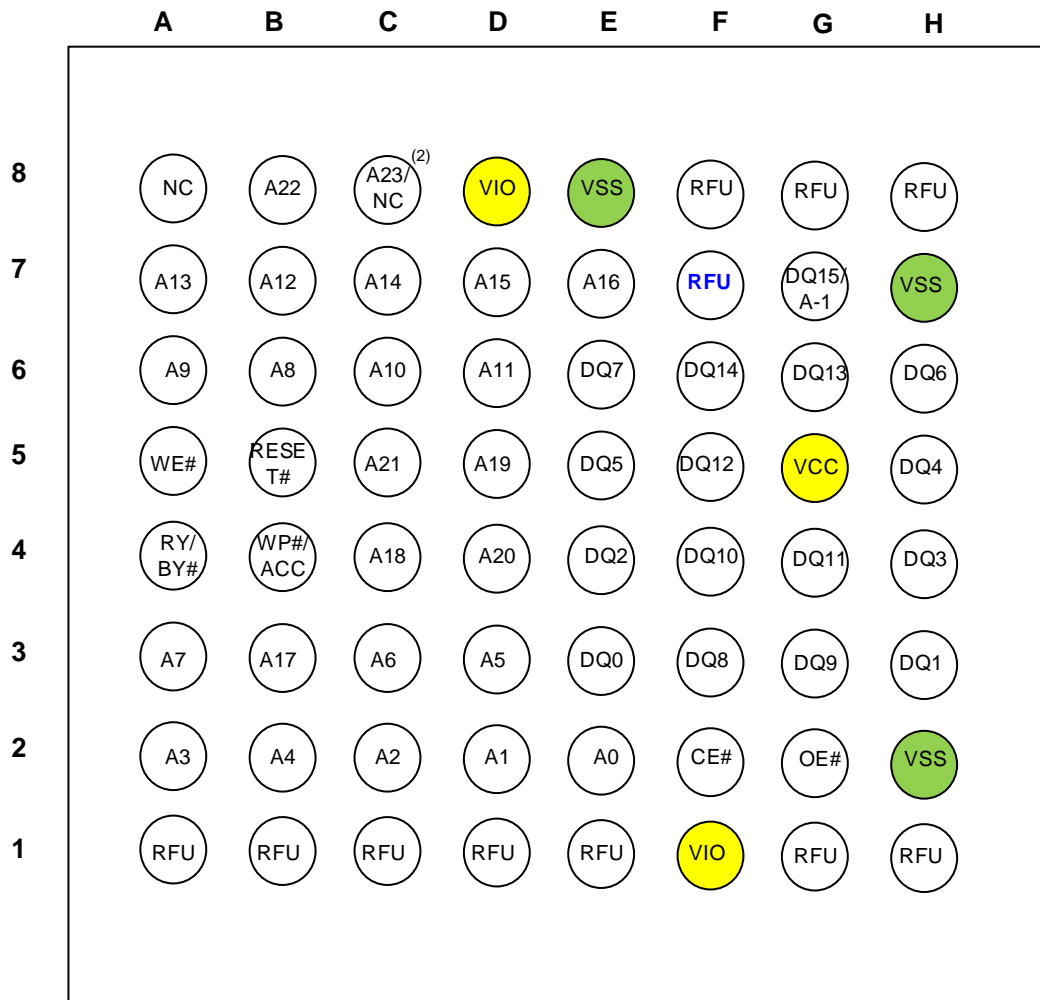 A B C D E F G H
8 NC A22 A23/NC (2) VIO VSS RFU RFU RFU
7 A13 A12 A14 A15 A16 RFU DQ15/A-1 VSS
6 A9 A8 A10 A11 DQ7 DQ14 DQ13 DQ6
5 WE# RESET# A21 A19 DQ5 DQ12 VCC DQ4
4 RY/BY# WP#/ACC A18 A20 DQ2 DQ10 DQ11 DQ3
3 A7 A17 A6 A5 DQ0 DQ8 DQ9 DQ1
2 A3 A4 A2 A1 A0 CE# OE# VSS
1 RFU RFU RFU RFU RFU VIO RFU RFU